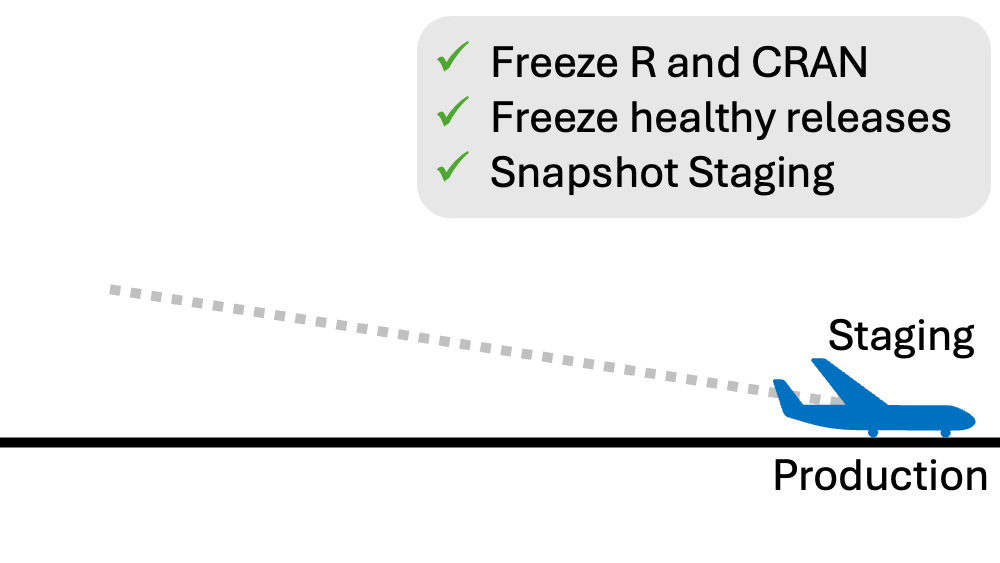 Freeze R and CRAN
Freeze healthy releases
Snapshot Staging
Staging
Production